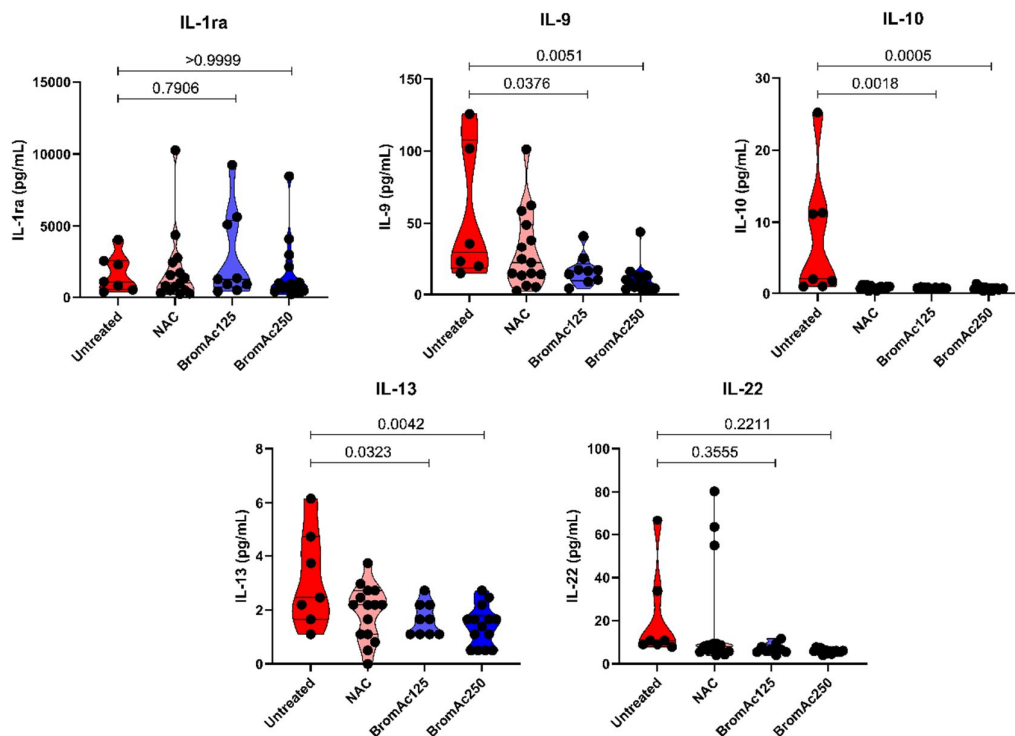 IL-1ra
>0.9999
0.7906
15000
10000
5000
0
IL-1ra (pg/mL)
Untreated
NAC
BromAc125
BromAc250
IL-9
0.0051
0.0376
150
100
50
0
IL-9 (pg/mL)
Untreated
NAC
BromAc125
BromAc250
IL-10
0.0005
0.0018
30
20
10
0
IL-10 (pg/mL)
Untreated
NAC
BromAc125
BromAc250
IL-13
0.0042
0.0323
8
6
4
2
0
IL-13 (pg/mL)
Untreated
NAC
BromAc125
BromAc250
IL-22
0.2211
0.3555
100
80
60
40
20
0
IL-22 (pg/mL)
Untreated
NAC
BromAc125
BromAc250